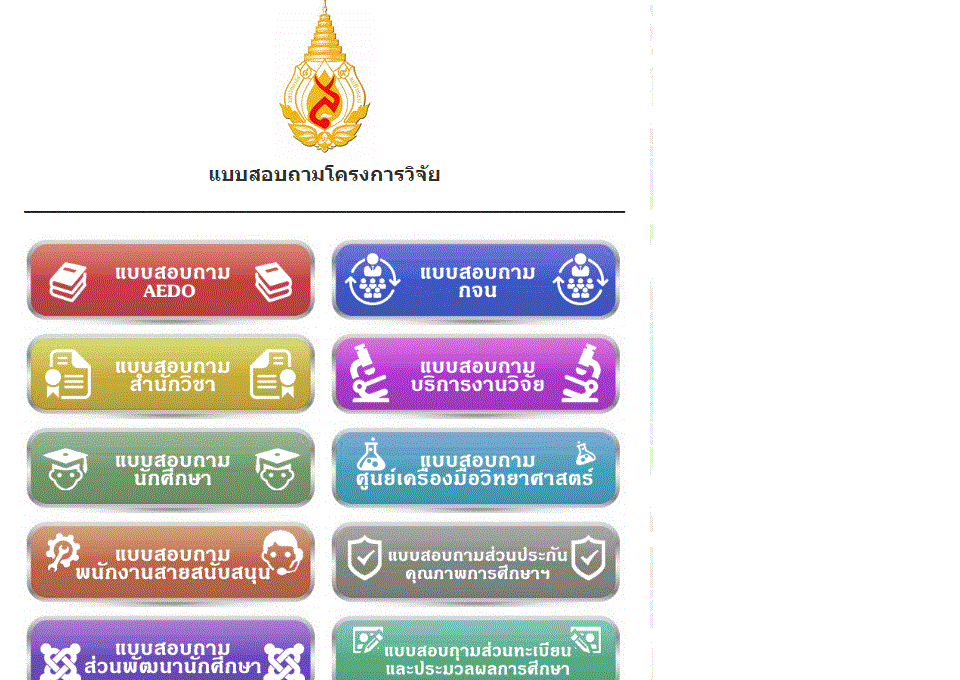 แบบสอบถามโครงการวิจัย
แบบสอบถาม
AEDO
แบบสอบถาม
กจน
แบบสอบถาม
สำนักวิชา
แบบสอบถาม
บริการงานวิจัย
แบบสอบถาม
นักศึกษา
แบบสอบถาม
ศูนย์เครื่องมือวิทยาศาสตร์
แบบสอบถาม
พนักงานสายสนับสนุน
แบบสอบถามส่วนประกัน
คุณภาพการศึกษาฯ
แบบสอบถาม
ส่วนพัฒนานักศึกษา
แบบสอบถามส่วนทะเบียน
และประมวลผลการศึกษา